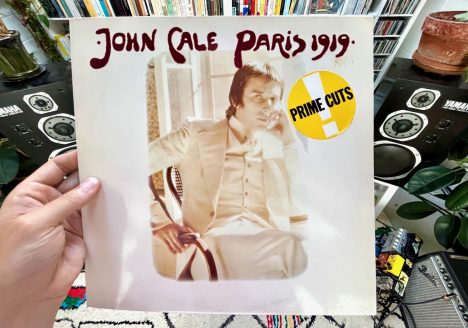 ·JOHN CALE PARIS 1919·
PRIME CUTS
!
YAMAHA
YAMAHA